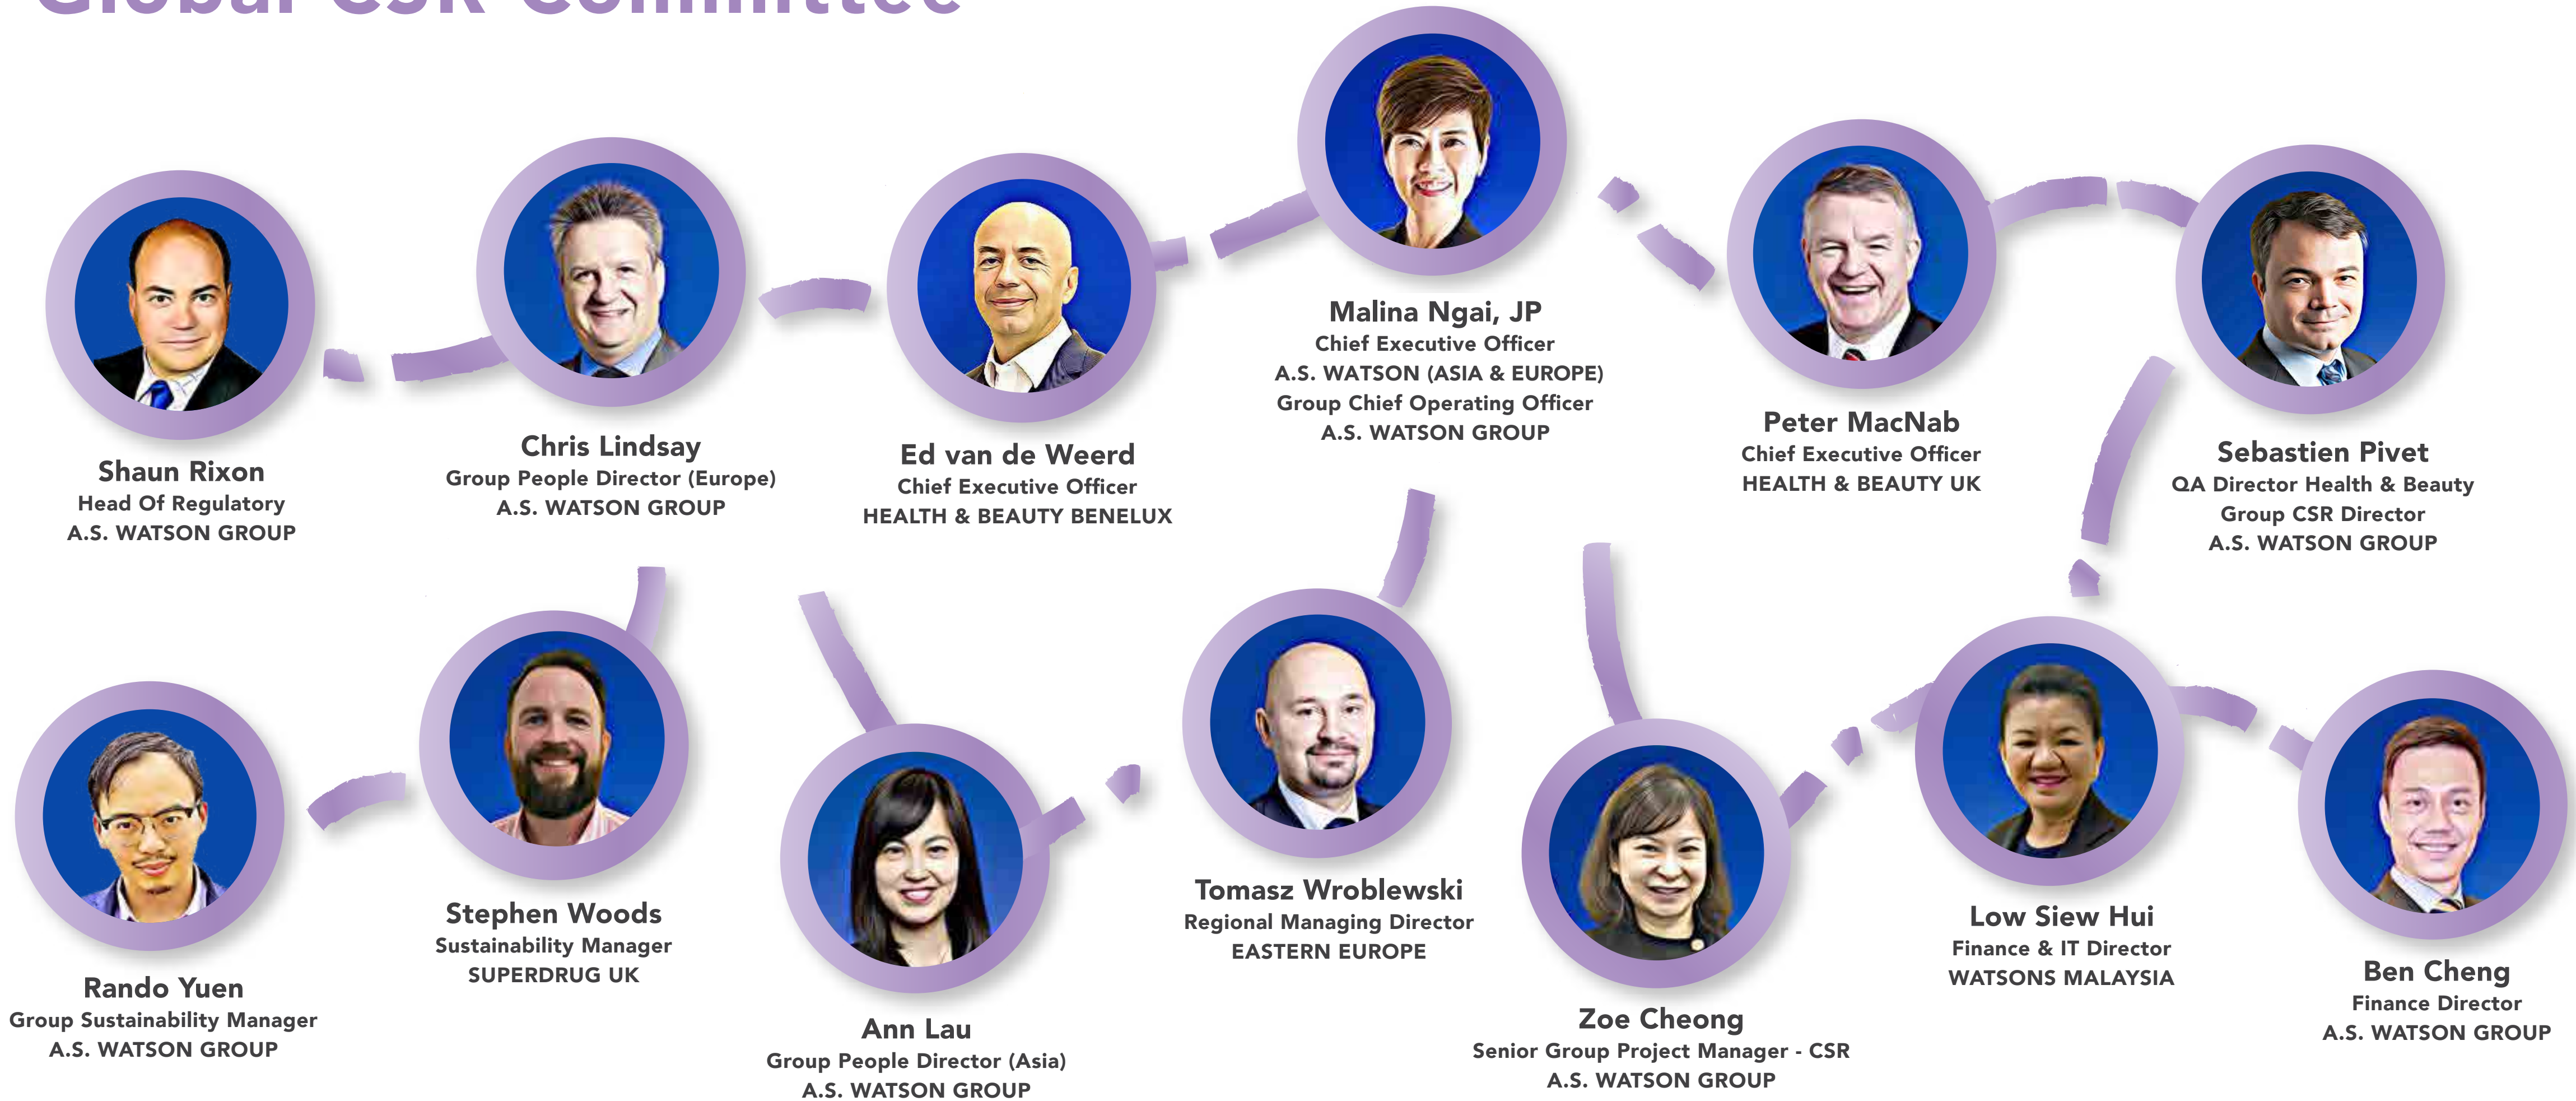 Global CSR Committee
Malina Ngai, JP
Chief Executive Officer
A.S. WATSON (ASIA & EUROPE)
Group Chief Operating Officer
A.S. WATSON GROUP
Shaun Rixon
Head Of Regulatory
A.S. WATSON GROUP
Chris Lindsay
Group People Director (Europe)
A.S. WATSON GROUP
Ed van de Weerd
Chief Executive Officer
HEALTH & BEAUTY BENELUX
Peter MacNab
Chief Executive Officer
HEALTH & BEAUTY UK
Sebastien Pivet
QA Director Health & Beauty
Group CSR Director
A.S. WATSON GROUP
Rando Yuen
Group Sustainability Manager
A.S. WATSON GROUP
Stephen Woods
Sustainability Manager
SUPERDRUG UK
Ann Lau
Group People Director (Asia)
A.S. WATSON GROUP
Tomasz Wroblewski
Regional Managing Director
EASTERN EUROPE
Zoe Cheong
Senior Group Project Manager - CSR
A.S. WATSON GROUP
Low Siew Hui
Finance & IT Director
WATSONS MALAYSIA
Ben Cheng
Finance Director
A.S. WATSON GROUP